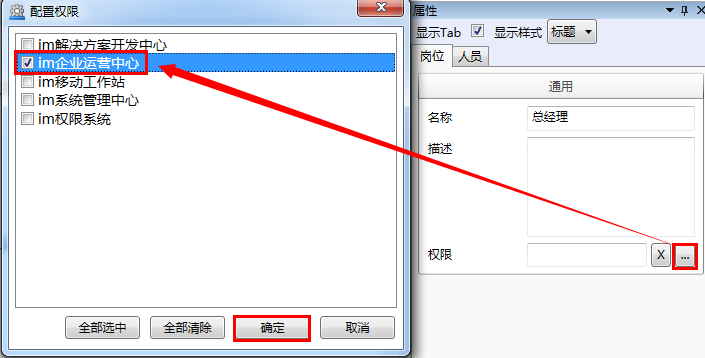 配置权限
im解决方案开发中心
im企业运营中心
im移动工作站
im系统管理中心
im权限系统
全部选中 全部清除 确定 取消
属性
显示Tab 显示样式 标题
岗位 人员
通用
名称 总经理
描述
权限 X ...